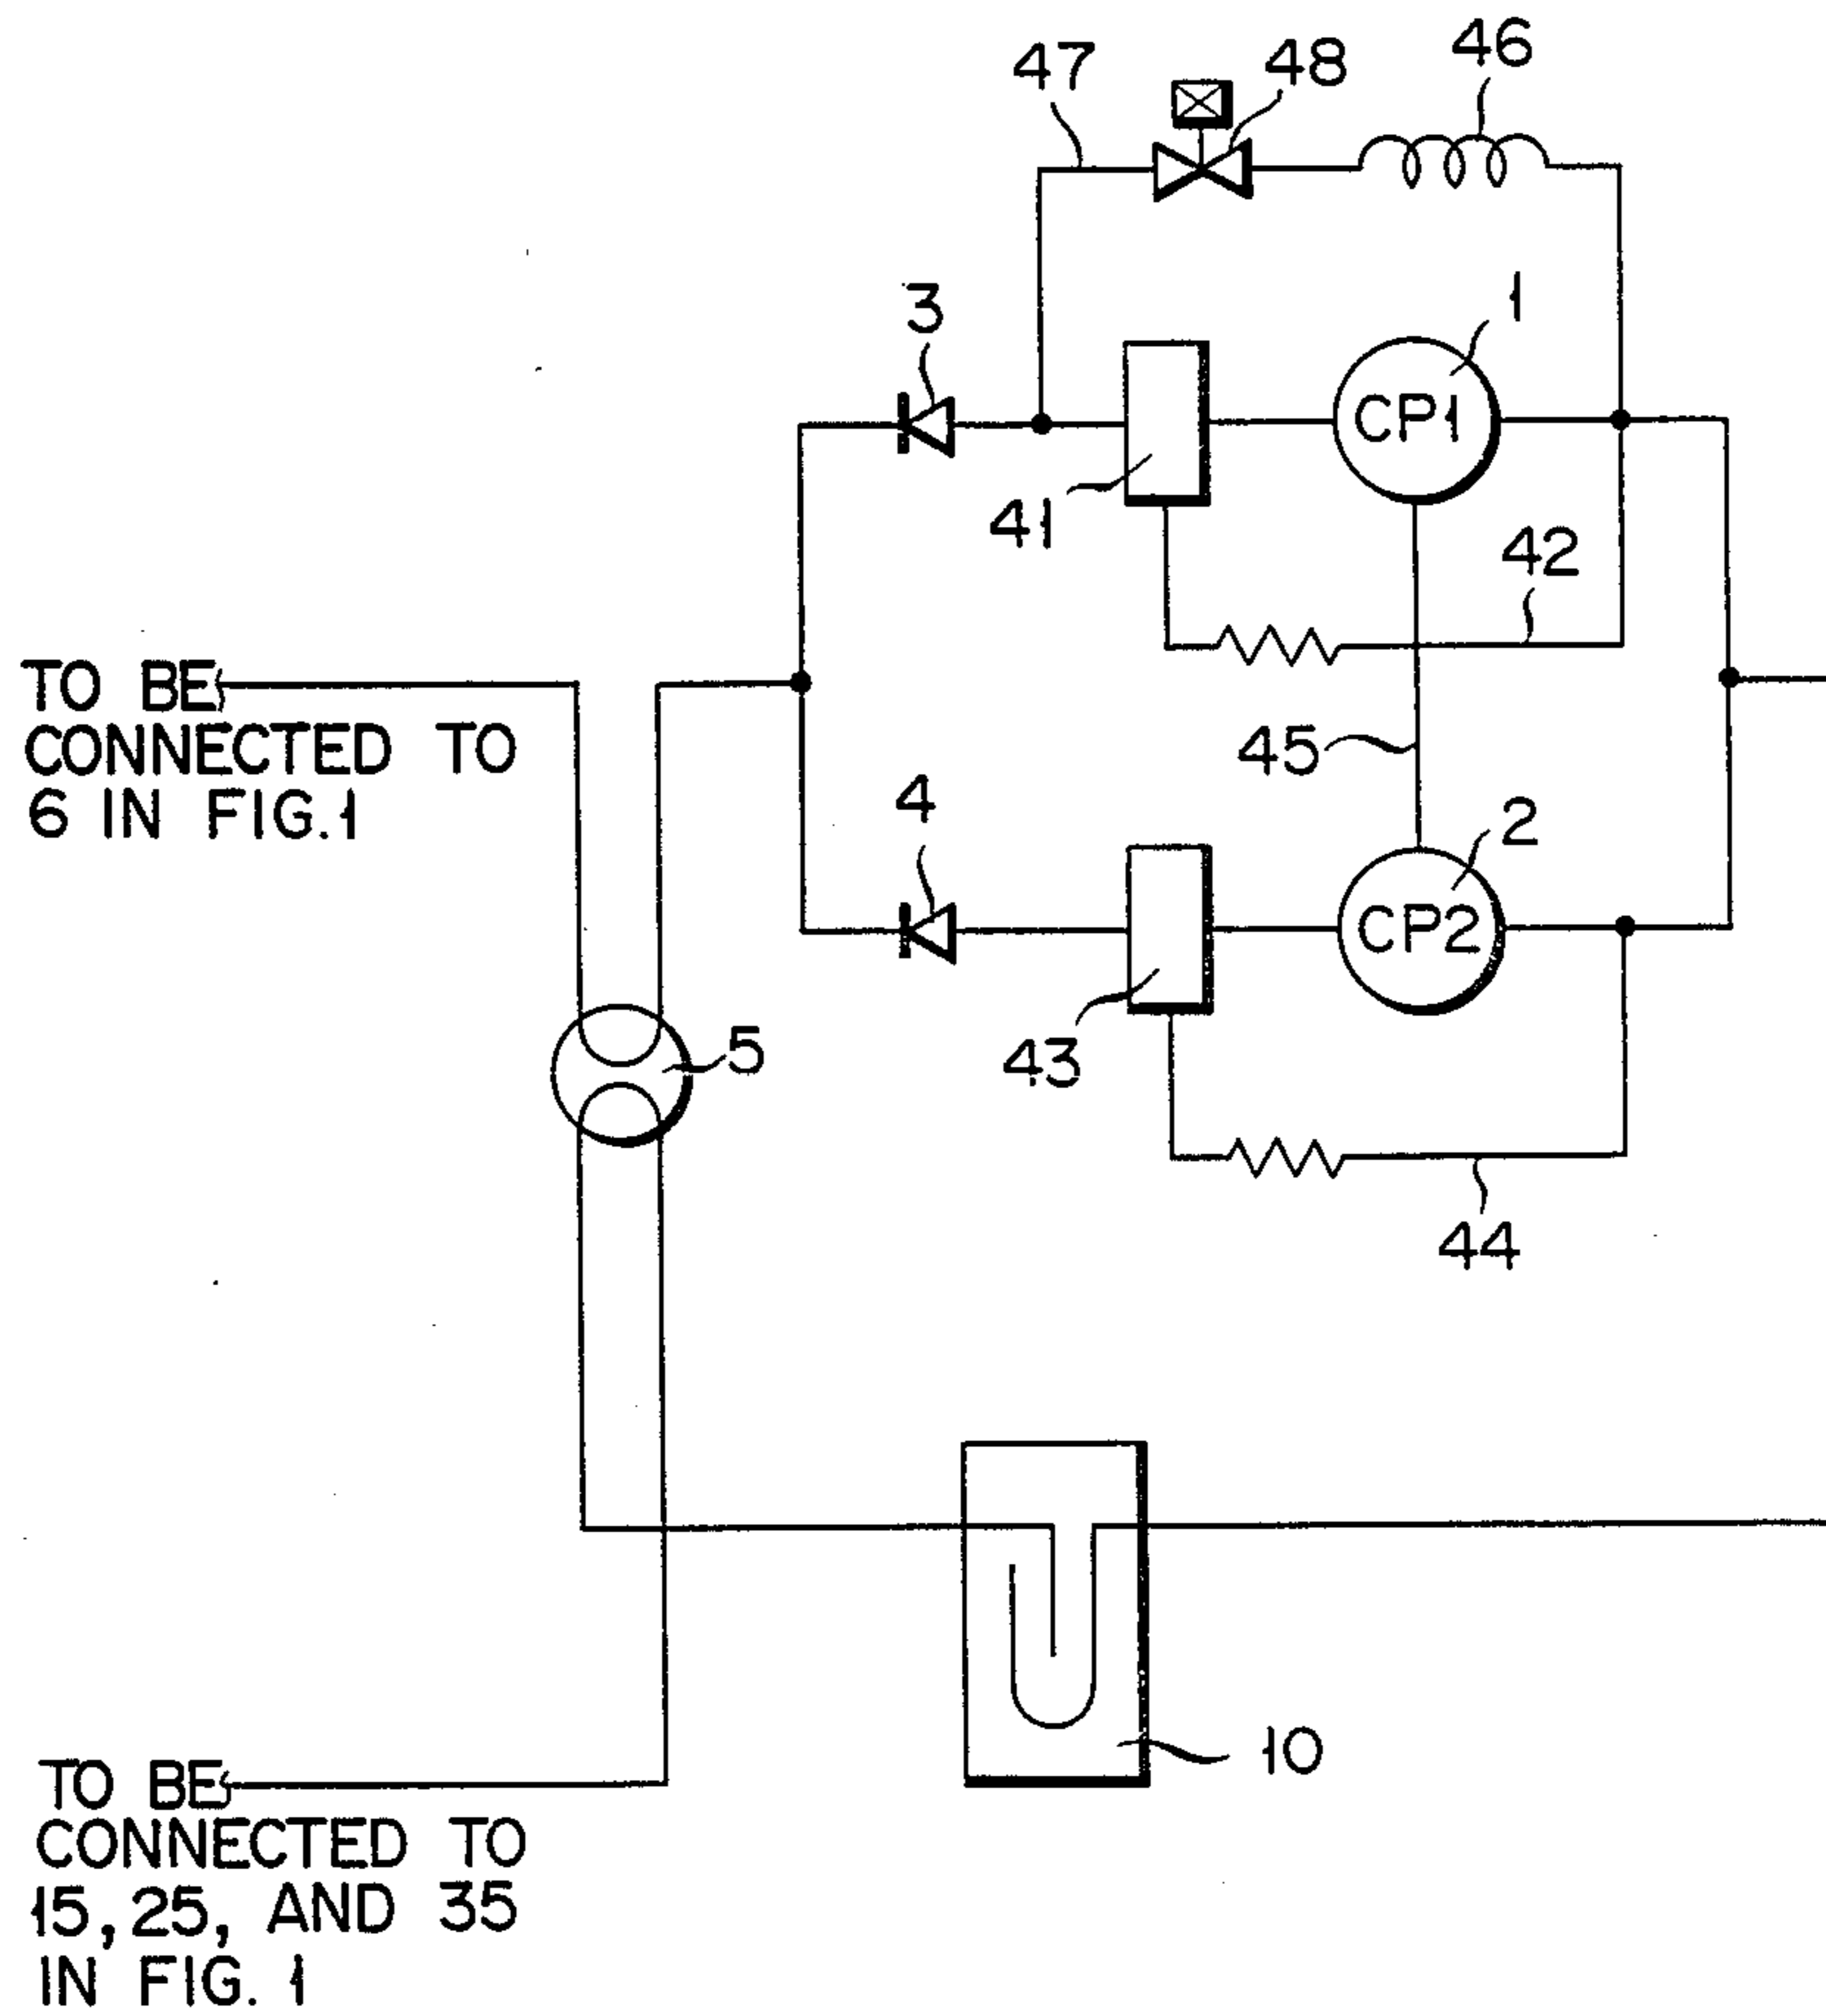 46
47
48
3
1
CP1
41
42
TO BE
CONNECTED TO
6 IN FIG.1
45
4
2
CP2
5
43
44
10
TO BE
CONNECTED TO
15, 25, AND 35
IN FIG. 1